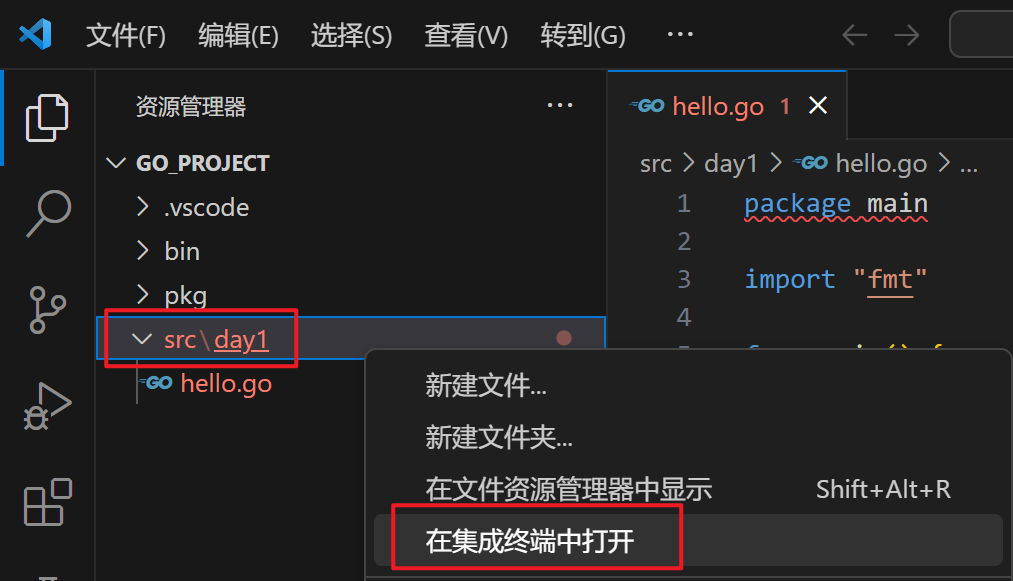 文件(F) 编辑(E) 选择(S) 查看(V) 转到(G) ···
资源管理器 ···
GO_PROJECT
.vscode
bin
pkg
src\day1
GO hello.go
GO hello.go 1
src > day1 > GO hello.go > ...
1 package main
2
3 import "fmt"
4
新建文件...
新建文件夹...
在文件资源管理器中显示 Shift+Alt+R
在集成终端中打开